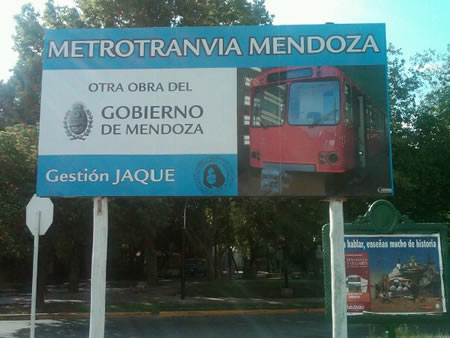 METROTRANVIA MENDOZA
OTRA OBRA DEL
GOBIERNO
DE MENDOZA
Gestión JAQUE
hablar, enseñan mucho de historia